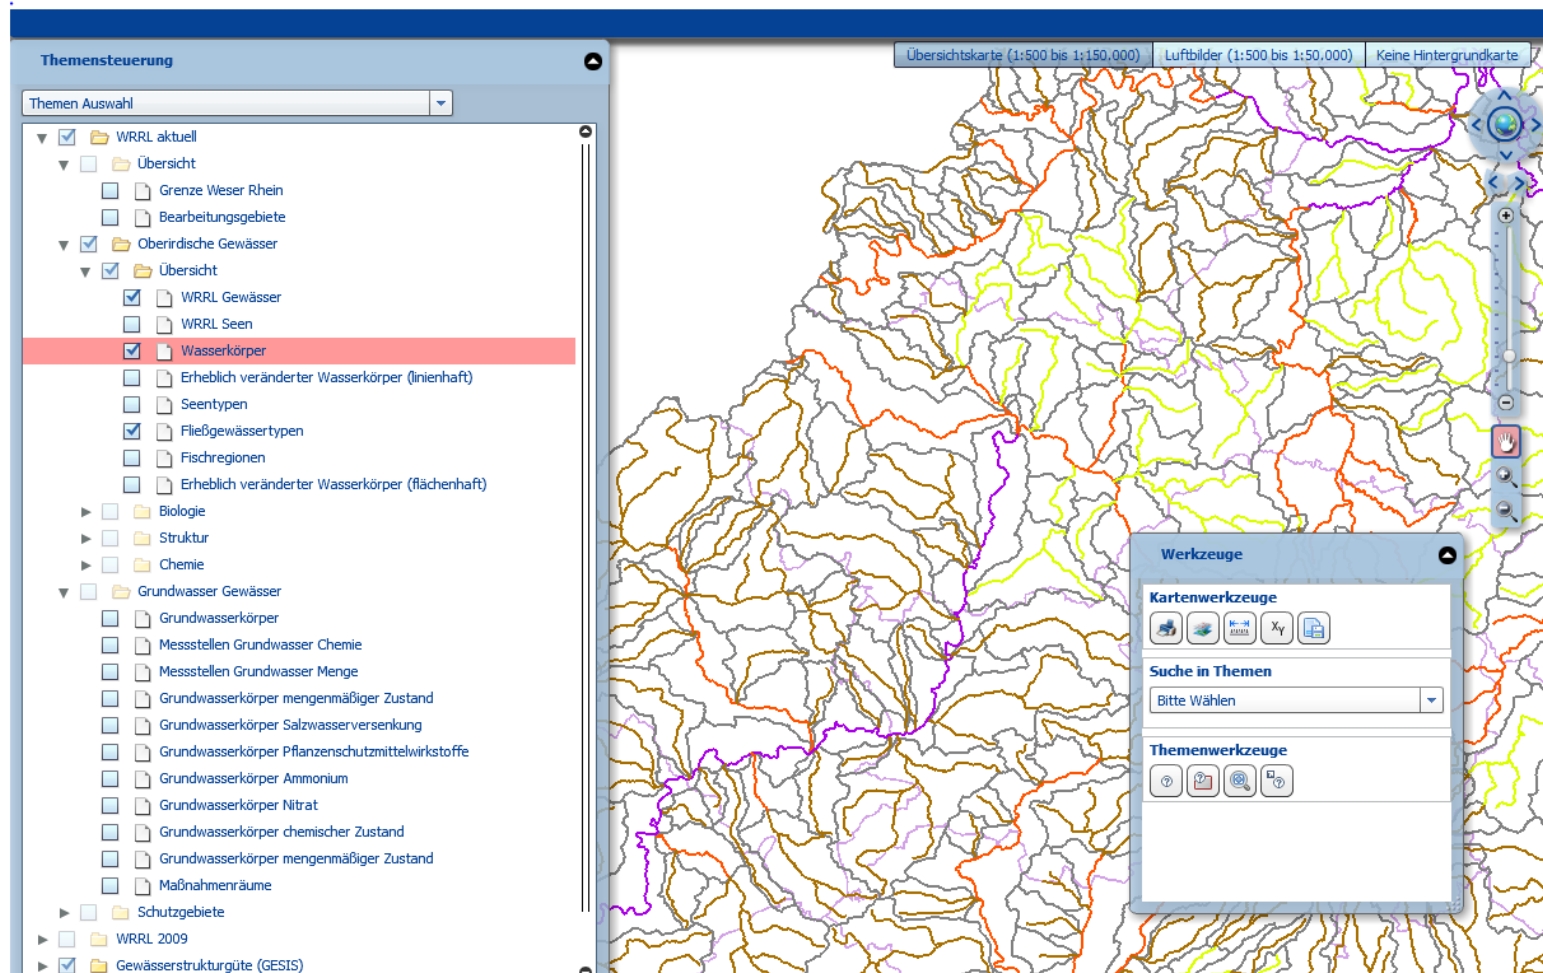 Themensteuerung
Themen Auswahl
WRRL aktuell
Übersicht
Grenze Weser Rhein
Bearbeitungsgebiete
Oberirdische Gewässer
Übersicht
WRRL Gewässer
WRRL Seen
Wasserkörper
Erheblich veränderter Wasserkörper (linienhaft)
Seentypen
Fließgewässertypen
Fischregionen
Erheblich veränderter Wasserkörper (flächenhaft)
Biologie
Struktur
Chemie
Grundwasser Gewässer
Grundwasserkörper
Messstellen Grundwasser Chemie
Messstellen Grundwasser Menge
Grundwasserkörper mengenmäßiger Zustand
Grundwasserkörper Salzwasserversenkung
Grundwasserkörper Pflanzenschutzmittelwirkstoffe
Grundwasserkörper Ammonium
Grundwasserkörper Nitrat
Grundwasserkörper chemischer Zustand
Grundwasserkörper mengenmäßiger Zustand
Maßnahmenräume
Schutzgebiete
WRRL 2009
Gewässerstrukturgüte (GESIS)
Übersichtskarte (1:500 bis 1:150.000) Luftbilder (1:500 bis 1:50.000) Keine Hintergrundkarte
Werkzeuge
Kartenwerkzeuge
XY
Suche in Themen
Bitte Wählen
Themenwerkzeuge